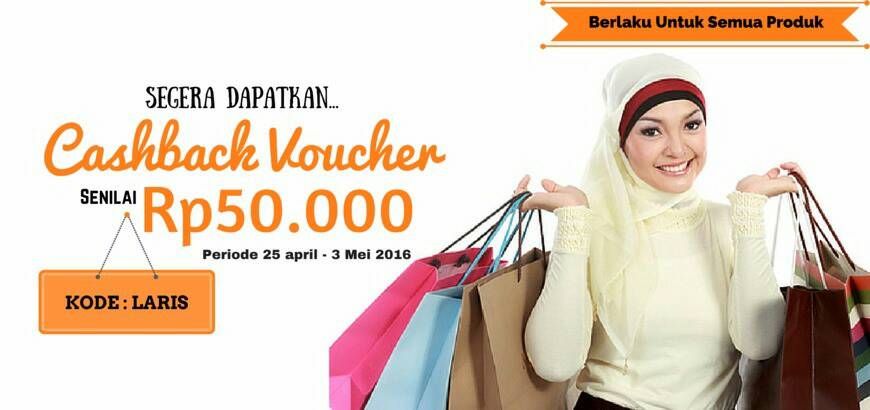 Berlaku Untuk Semua Produk
SEGERA DAPATKAN...
Cashback Voucher
SENILAI Rp50.000
Periode 25 april - 3 Mei 2016
KODE : LARIS